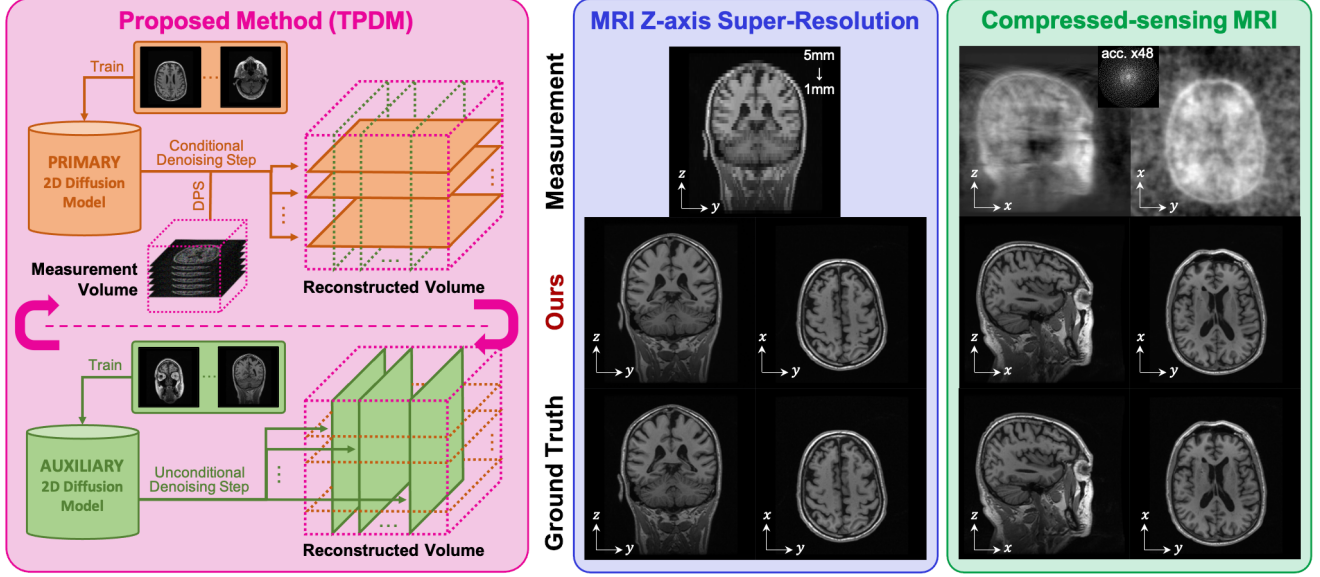 Proposed Method (TPDM)
Train
...
PRIMARY
2D Diffusion
Model
Conditional
Denoising Step
DPS
...
...
...
Measurement
Volume
Reconstructed Volume
Train
...
AUXILIARY
2D Diffusion
Model
Unconditional
Denoising Step
...
...
...
Reconstructed Volume
Measurement
Ours
Ground Truth
MRI Z-axis Super-Resolution
5mm
↓
1mm
z
y
z
y
x
y
z
y
x
y
Compressed-sensing MRI
acc. x48
z
x
x
y
z
x
x
y
z
x
x
y